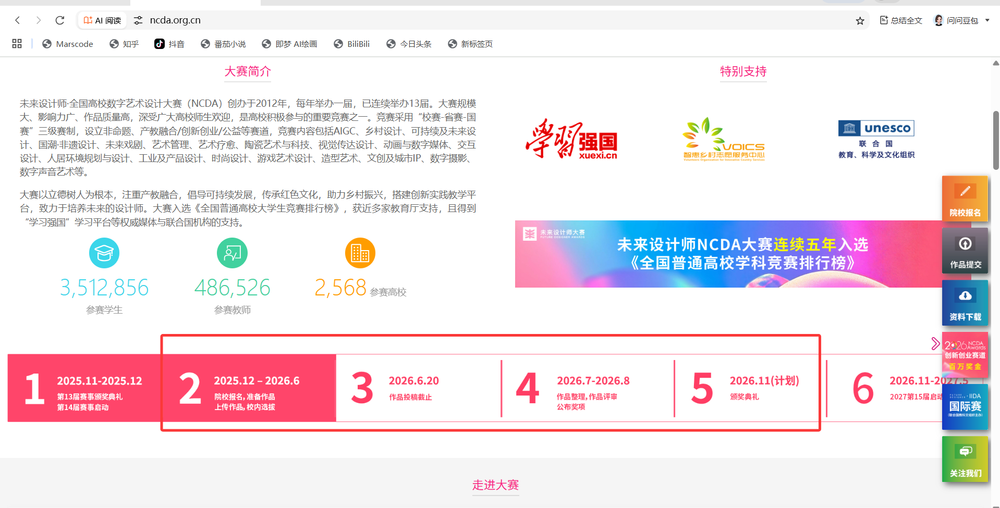 AI 阅读
ncda.org.cn
总结全文
问问豆包
Marscode
知乎
抖音
番茄小说
即梦 AI绘画
BiliBili
今日头条
新标签页
大赛简介
未来设计师·全国高校数字艺术设计大赛（NCDA）创办于2012年，每年举办一届，已连续举办13届。大赛规模
大、影响力广、作品质量高，深受广大高校师生欢迎，是高校积极参与的重要竞赛之一。竞赛采用“校赛-省赛-国
赛”三级赛制，设立非命题、产教融合/创新创业/公益等赛道，竞赛内容包括AIGC、乡村设计、可持续及未来设
计、国潮·非遗设计、未来戏剧、艺术管理、艺术疗愈、陶瓷艺术与科技、视觉传达设计、动画与数字媒体、交互
设计、人居环境规划与设计、工业及产品设计、时尚设计、游戏艺术设计、造型艺术、文创及城市IP、数字摄影、
数字声音艺术等。
大赛以立德树人为根本，注重产教融合，倡导可持续发展，传承红色文化，助力乡村振兴，搭建创新实践教学平
台，致力于培养未来的设计师。大赛入选《全国普通高校大学生竞赛排行榜》，获近多家教育厅支持，且得到
“学习强国”学习平台等权威媒体与联合国机构的支持。
3,512,856
参赛学生
486,526
参赛教师
2,568 参赛高校
特别支持
学習强国
xuexi.cn
VOICS
智惠乡村志愿服务中心
Volunteers Organization for Innovative Country Services
unesco
联 合 国
教育、科学及文化组织
未来设计师大赛
FUTURE DESIGNER AWARDS
未来设计师NCDA大赛连续五年入选
《全国普通高校学科竞赛排行榜》
院校报名
作品提交
资料下载
2026 NCDA
Awards
创新创业赛道
百万奖金
FUTURE
DESIGNER · IIDA
国际赛
(联合国教科文组织主办)
关注我们
1
2025.11-2025.12
第13届赛事颁奖典礼
第14届赛事启动
2
2025.12 – 2026.6
院校报名，准备作品
上传作品，校内选拔
3
2026.6.20
作品投稿截止
4
2026.7-2026.8
作品整理，作品评审
公布奖项
5
2026.11(计划)
颁奖典礼
6
2026.11-2027.5
2027第15届启动
走进大赛